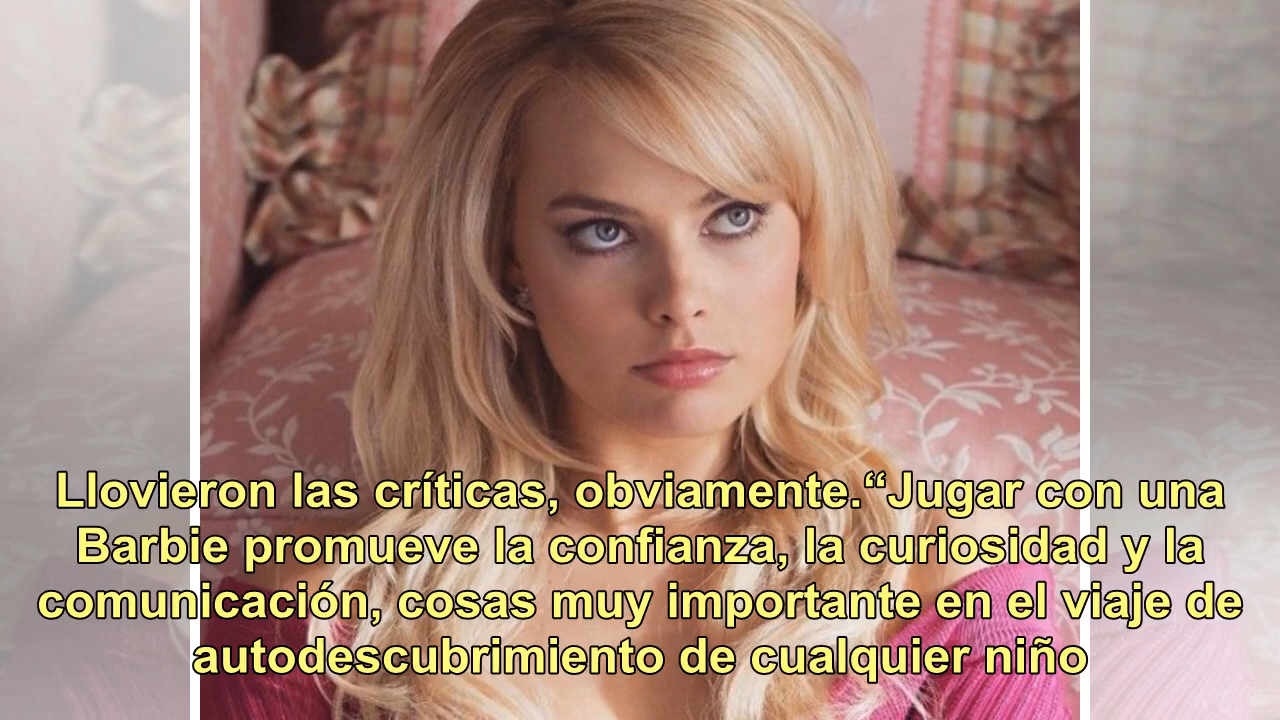 Llovieron las críticas, obviamente.“Jugar con una
Barbie promueve la confianza, la curiosidad y la
comunicación, cosas muy importante en el viaje de
autodescubrimiento de cualquier niño